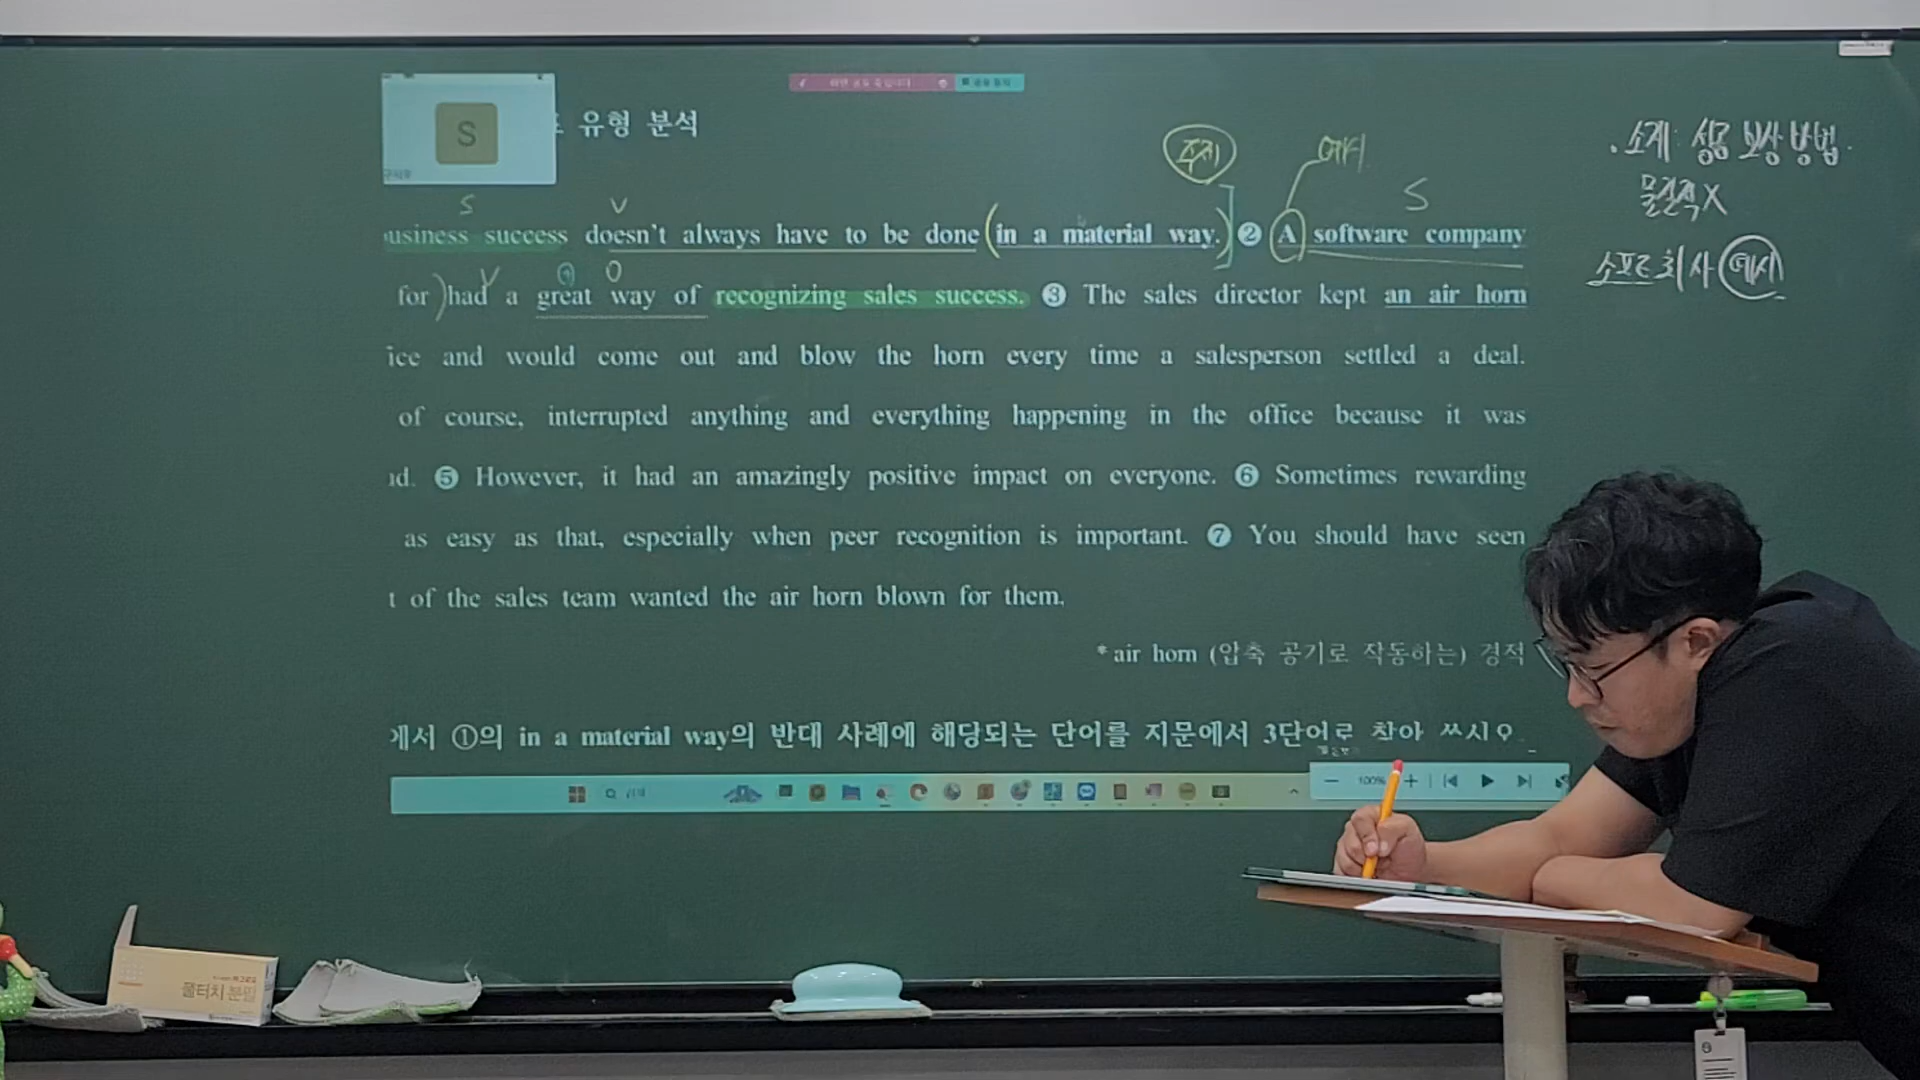 S
유형 분석
주제
예시
S
V
S
usiness success doesn't always have to be done (in a material way.)] ❷ A software company
V
O
for) had a great way of recognizing sales success. ❸ The sales director kept an air horn
ice and would come out and blow the horn every time a salesperson settled a deal.
of course, interrupted anything and everything happening in the office because it was
ıd. ❺ However, it had an amazingly positive impact on everyone. ❻ Sometimes rewarding
as easy as that, especially when peer recognition is important. ❼ You should have seen
t of the sales team wanted the air horn blown for them.
* air horn (압축 공기로 작동하는) 경적
에서 ①의 in a material way의 반대 사례에 해당되는 단어를 지문에서 3단어로 찾아 쓰시오.
100%
· 소재: 성공 보상 방법.
물질적 X
소프트 회사 예시
풀터치 분필